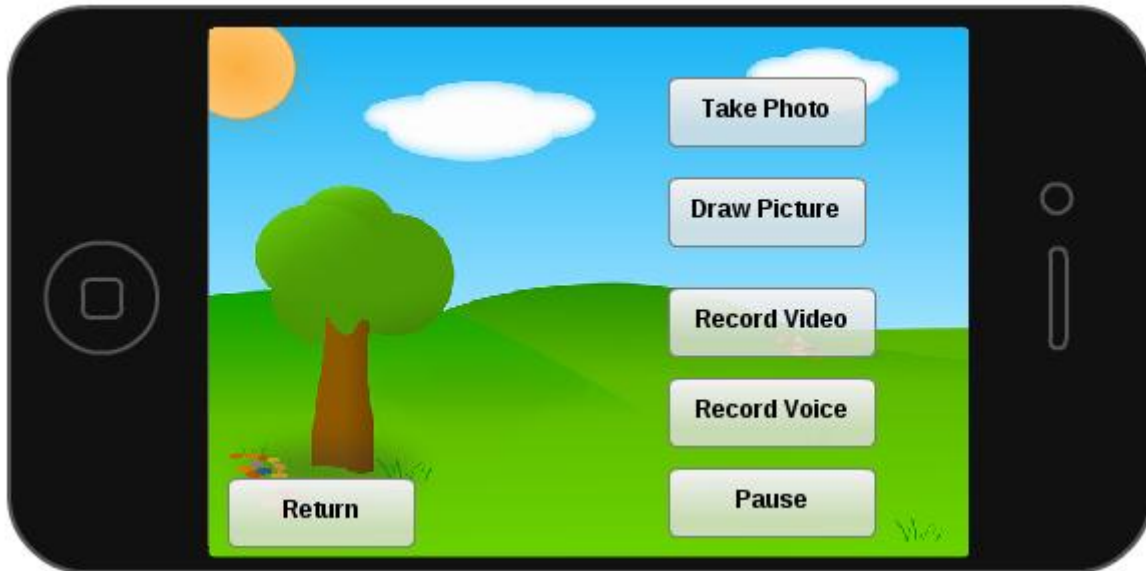 Take Photo
Draw Picture
Record Video
Record Voice
Pause
Return